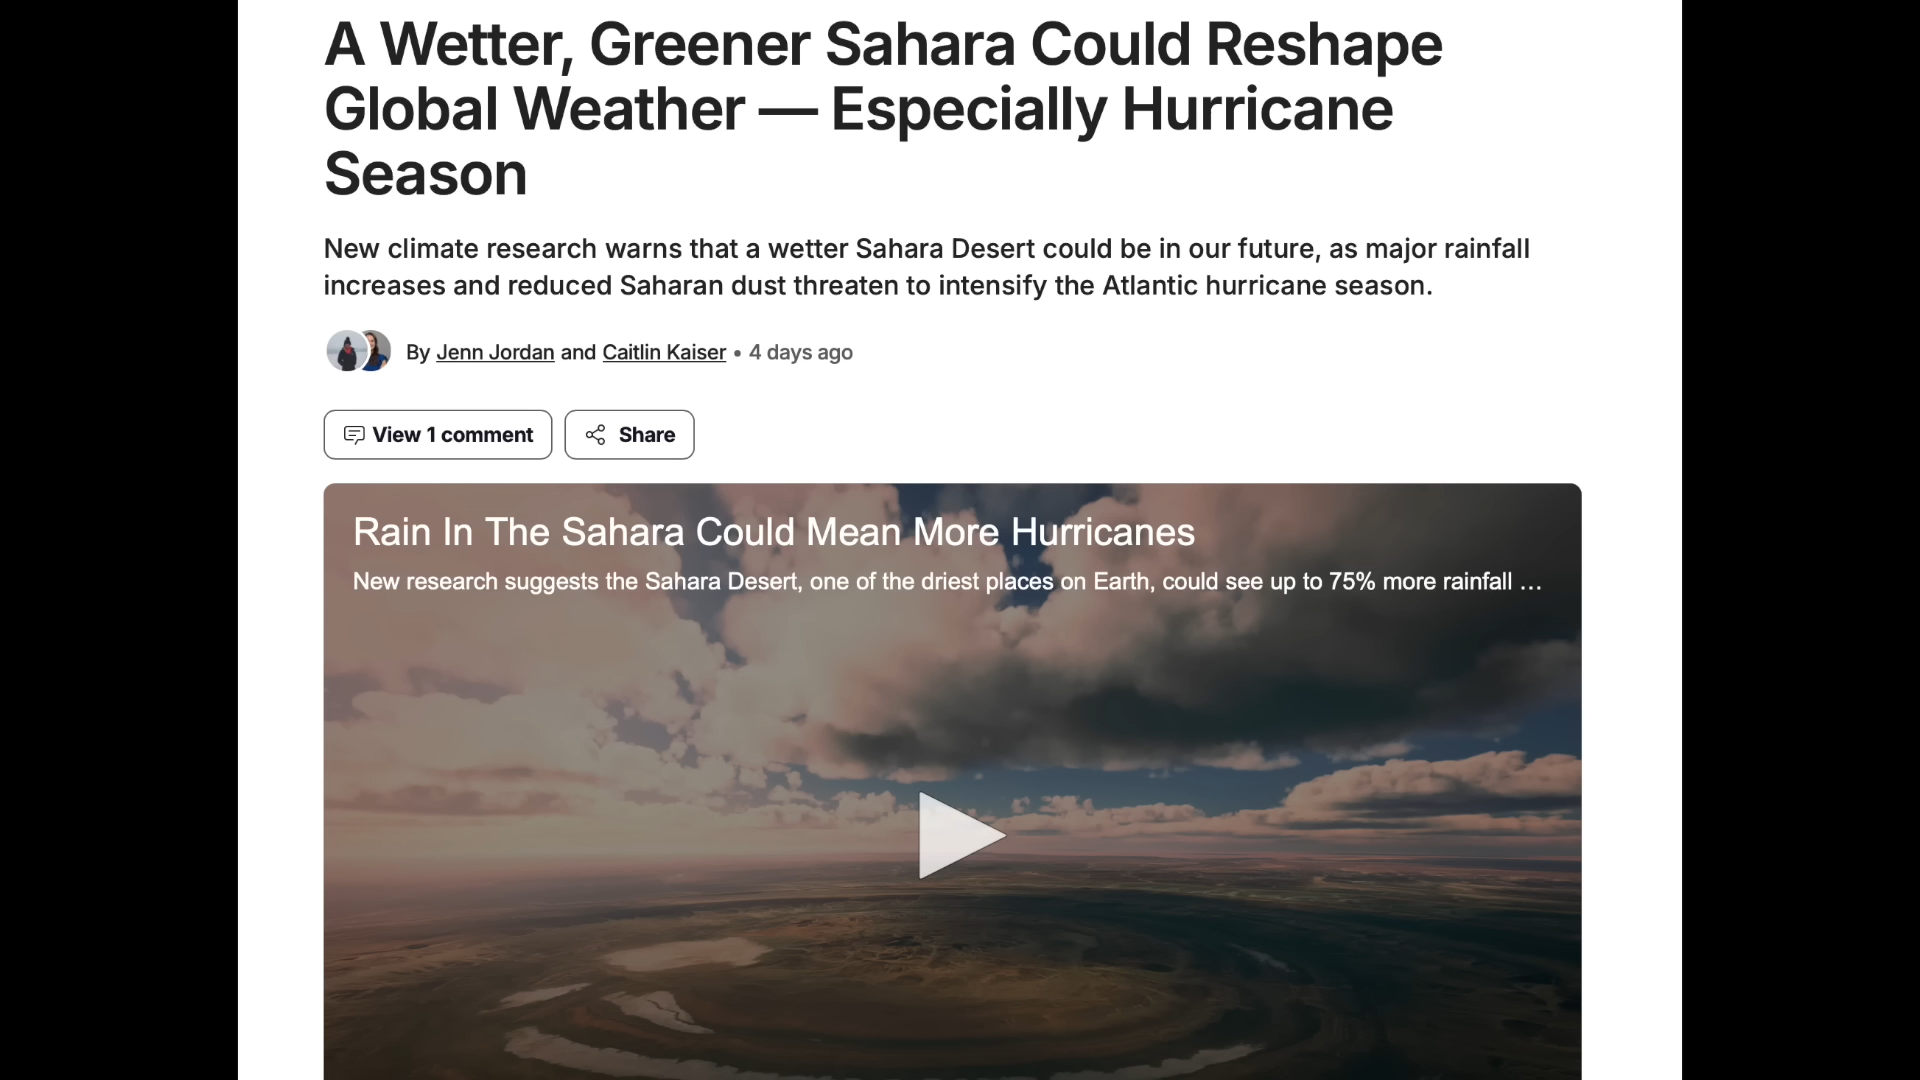 A Wetter, Greener Sahara Could Reshape
Global Weather — Especially Hurricane
Season
New climate research warns that a wetter Sahara Desert could be in our future, as major rainfall
increases and reduced Saharan dust threaten to intensify the Atlantic hurricane season.
By Jenn Jordan and Caitlin Kaiser • 4 days ago
View 1 comment
Share
Rain In The Sahara Could Mean More Hurricanes
New research suggests the Sahara Desert, one of the driest places on Earth, could see up to 75% more rainfall ...